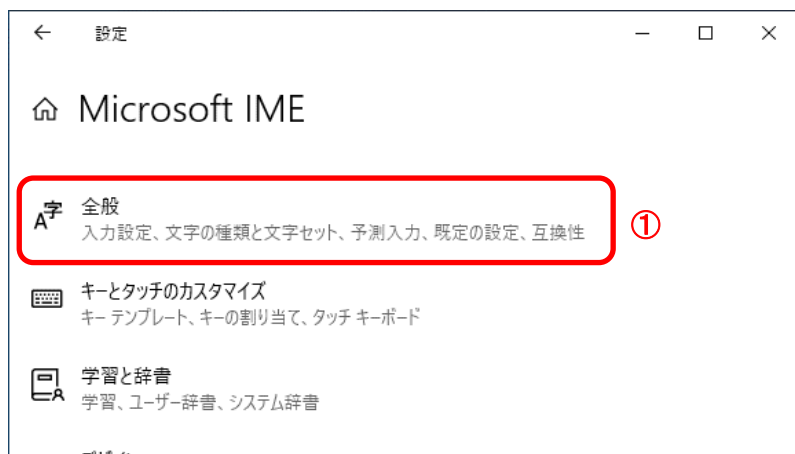 設定
Microsoft IME
全般
入力設定、文字の種類と文字セット、予測入力、既定の設定、互換性
①
キーとタッチのカスタマイズ
キー テンプレート、キーの割り当て、タッチ キーボード
学習と辞書
学習、ユーザー辞書、システム辞書